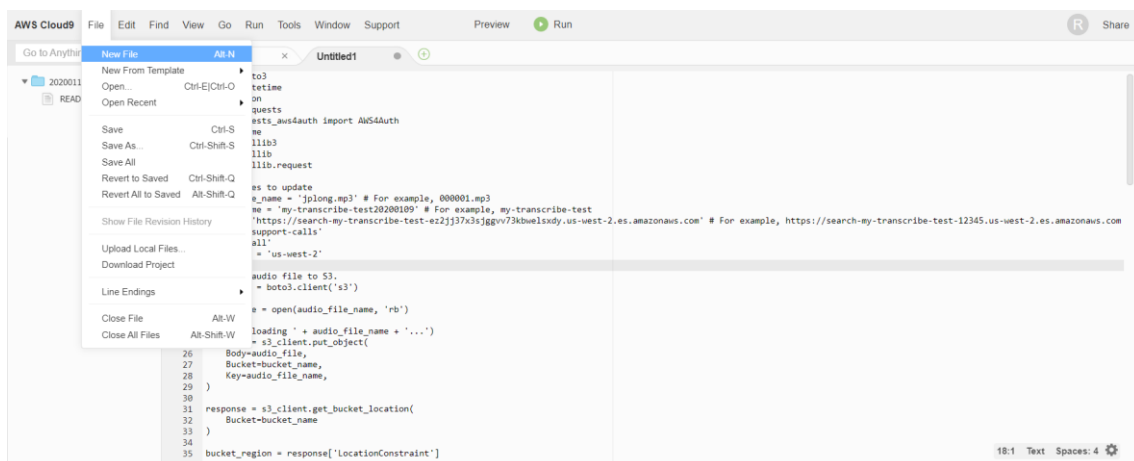 AWS Cloud9 File Edit Find View Go Run Tools Window Support Preview Run R Share
Go to Anythin
Untitled1
New File Alt-N
New From Template
Open... Ctrl-E|Ctrl-O
Open Recent
Save Ctrl-S
Save As... Ctrl-Shift-S
Save All
Revert to Saved Ctrl-Shift-Q
Revert All to Saved Alt-Shift-Q
Show File Revision History
Upload Local Files...
Download Project
Line Endings
Close File Alt-W
Close All Files Alt-Shift-W
2020011
READ
to3
tetime
on
quests
ests_aws4auth import AWS4Auth
me
llib3
llib
llib.request
es to update
e_name = 'jplong.mp3' # For example, 000001.mp3
me = 'my-transcribe-test20200109' # For example, my-transcribe-test
'https://search-my-transcribe-test-ez2jj37x3sjggvv73kbwelsxdy.us-west-2.es.amazonaws.com' # For example, https://search-my-transcribe-test-12345.us-west-2.es.amazonaws.com
support-calls'
all'
= 'us-west-2'
audio file to S3.
= boto3.client('s3')
e = open(audio_file_name, 'rb')
loading ' + audio_file_name + '...')
= s3_client.put_object(
26 Body=audio_file,
27 Bucket=bucket_name,
28 Key=audio_file_name,
29 )
30
31 response = s3_client.get_bucket_location(
32 Bucket=bucket_name
33 )
34
35 bucket_region = response['LocationConstraint']
18:1 Text Spaces: 4